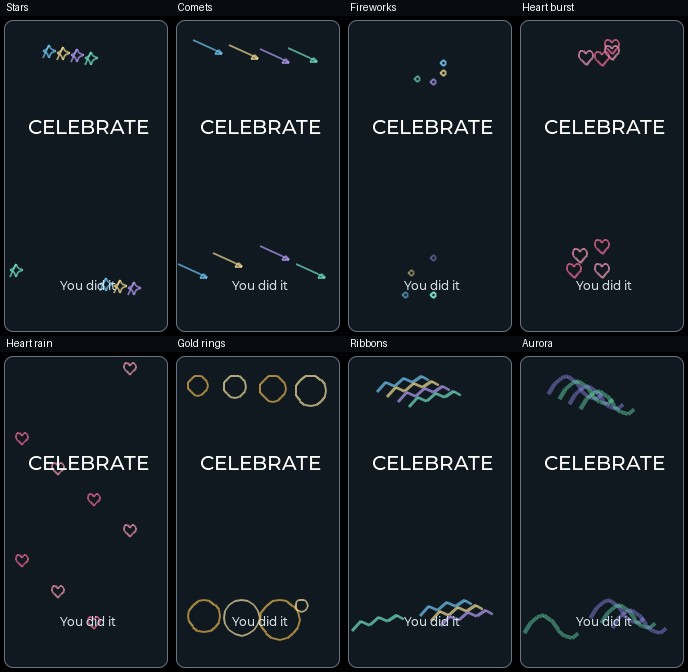 Stars
Comets
Fireworks
Heart burst
CELEBRATE
CELEBRATE
CELEBRATE
CELEBRATE
You did it
You did it
You did it
You did it
Heart rain
Gold rings
Ribbons
Aurora
CELEBRATE
CELEBRATE
CELEBRATE
CELEBRATE
You did it
You did it
You did it
You did it